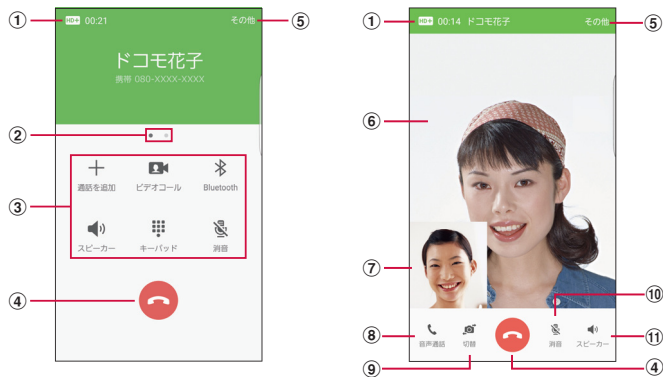 ① HD+ 00:21 その他 ⑤
ドコモ花子
携帯 080-XXXX-XXXX
②
③
通話を追加 ビデオコール Bluetooth
スピーカー キーパッド 消音
④
① HD+ 00:14 ドコモ花子 その他 ⑤
⑥
⑦
⑩
⑧ 音声通話 切替 消音 スピーカー ⑪
⑨ ④